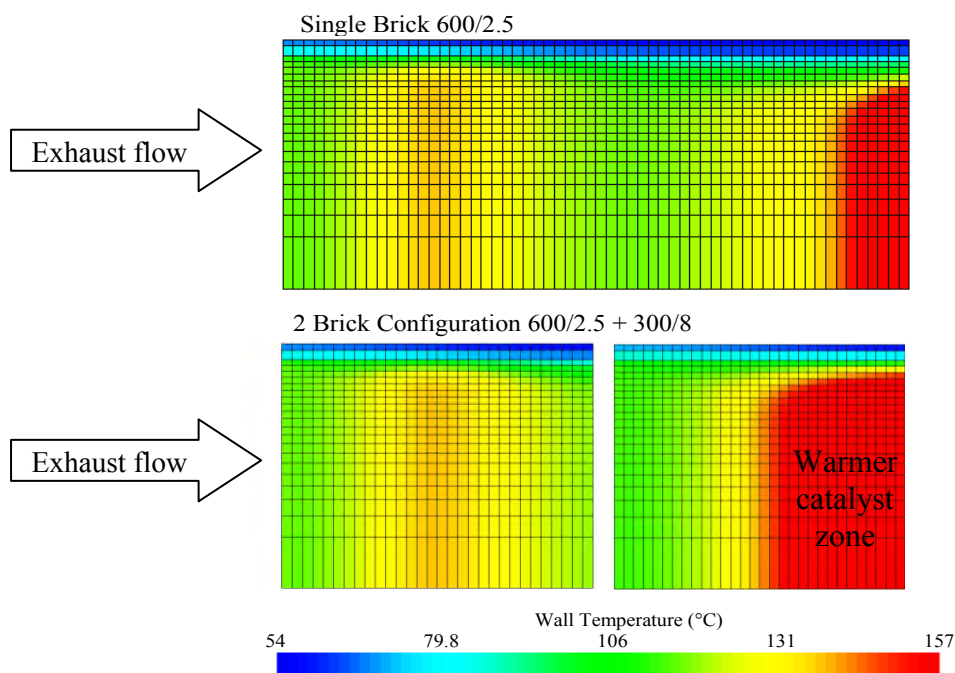 Single Brick 600/2.5
Exhaust flow
2 Brick Configuration 600/2.5 + 300/8
Exhaust flow
Warmer
catalyst
zone
Wall Temperature (°C)
54 79.8 106 131 157